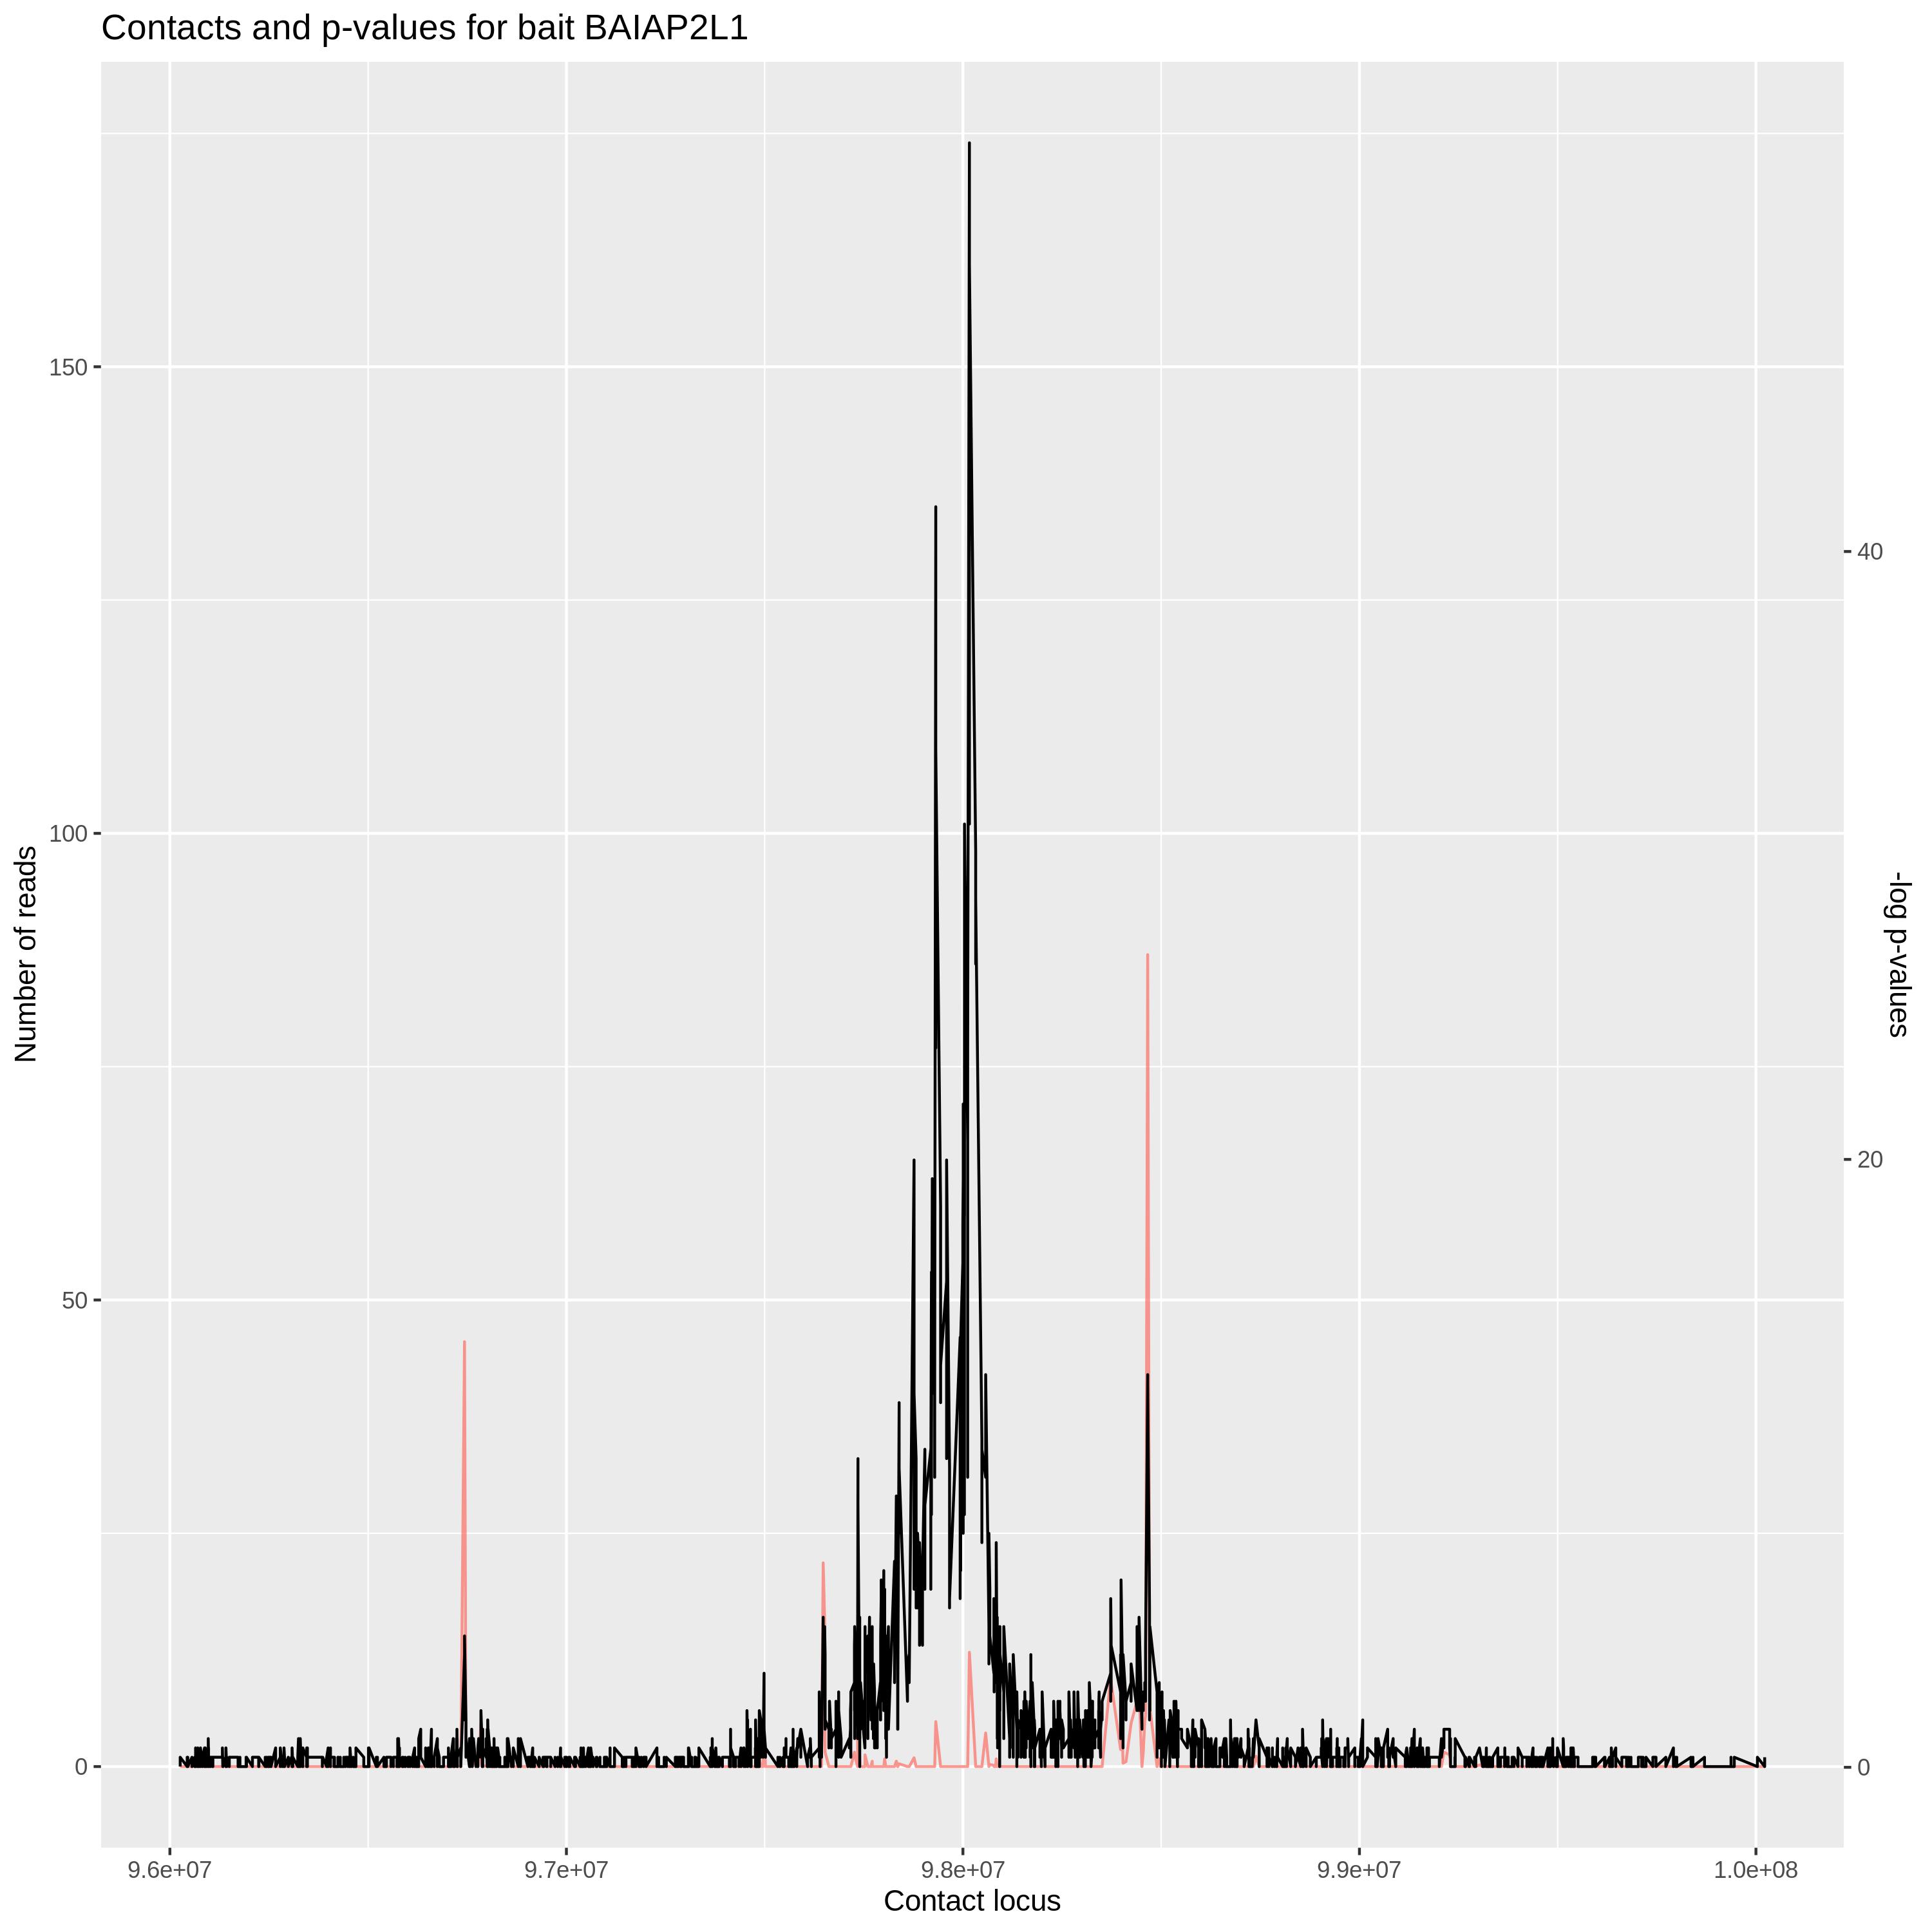 Contacts and p-values for bait BAIAP2L1
150
100
50
0
40
20
0
Number of reads
-log p-values
9.6e+07 9.7e+07 9.8e+07 9.9e+07 1.0e+08
Contact locus